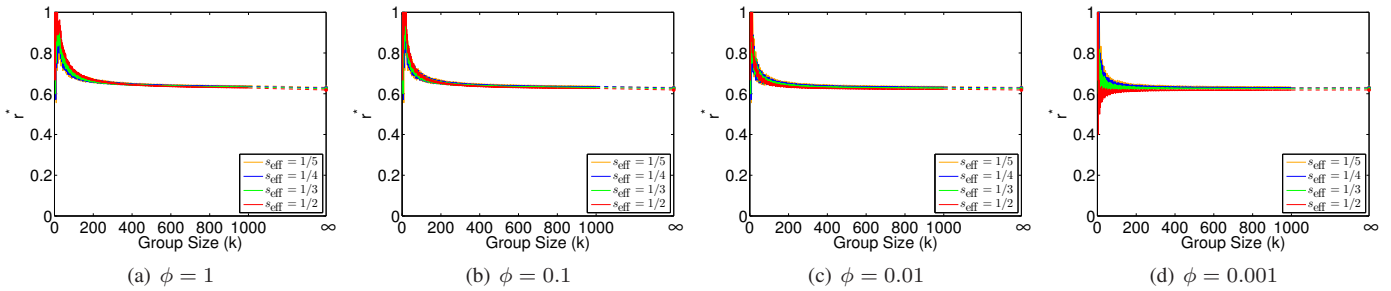 1
0.8
0.6
0.4
0.2
0
r*
0 200 400 600 800 1000 ∞
Group Size (k)
s_eff = 1/5
s_eff = 1/4
s_eff = 1/3
s_eff = 1/2
(a) ϕ = 1
1
0.8
0.6
0.4
0.2
0
r*
0 200 400 600 800 1000 ∞
Group Size (k)
s_eff = 1/5
s_eff = 1/4
s_eff = 1/3
s_eff = 1/2
(b) ϕ = 0.1
1
0.8
0.6
0.4
0.2
0
r*
0 200 400 600 800 1000 ∞
Group Size (k)
s_eff = 1/5
s_eff = 1/4
s_eff = 1/3
s_eff = 1/2
(c) ϕ = 0.01
1
0.8
0.6
0.4
0.2
0
r*
0 200 400 600 800 1000 ∞
Group Size (k)
s_eff = 1/5
s_eff = 1/4
s_eff = 1/3
s_eff = 1/2
(d) ϕ = 0.001